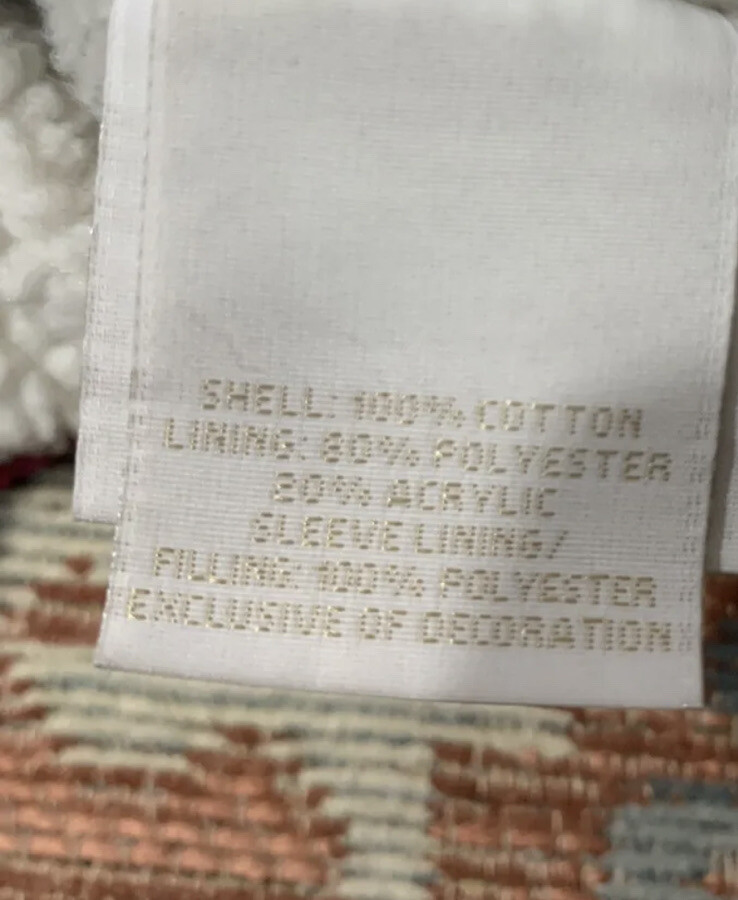 SHELL: 100% COTTON
LINING: 80% POLYESTER
20% ACRYLIC
SLEEVE LINING/
FILLING: 100% POLYESTER
EXCLUSIVE OF DECORATION